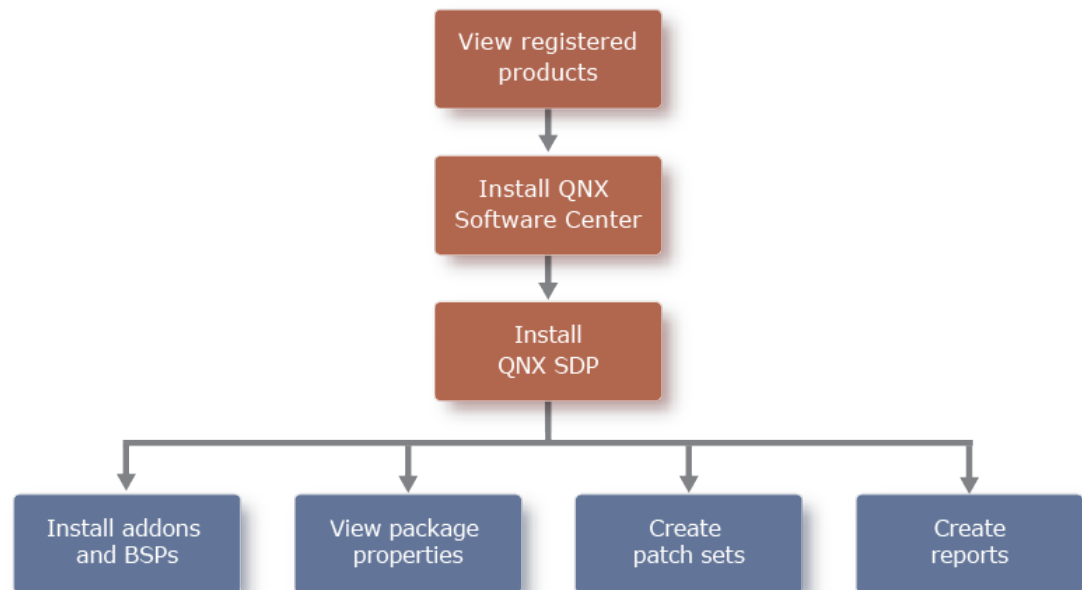 View registered
products
Install QNX
Software Center
Install
QNX SDP
Install addons
and BSPs
View package
properties
Create
patch sets
Create
reports